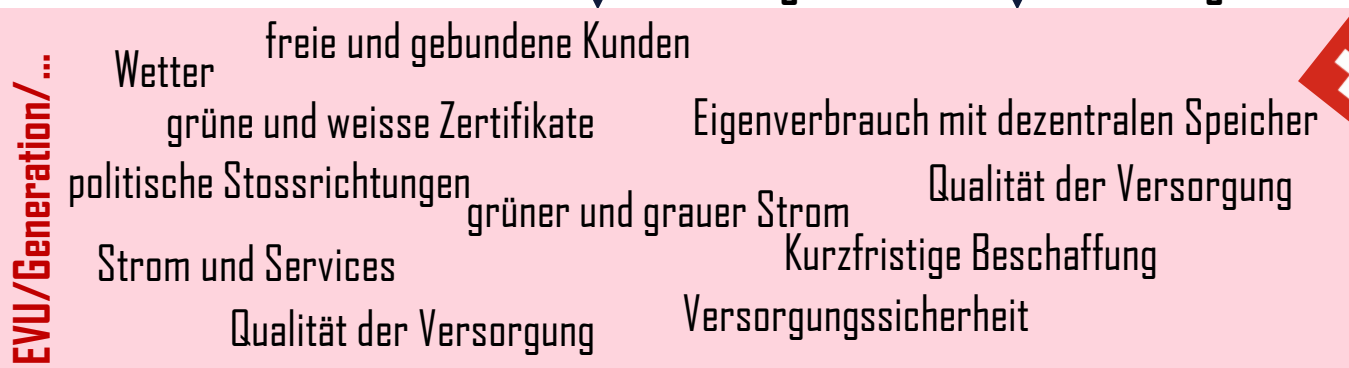 EVU/Generation/ ...
freie und gebundene Kunden
Wetter
grüne und weisse Zertifikate
Eigenverbrauch mit dezentralen Speicher
politische Stossrichtungen
Qualität der Versorgung
grüner und grauer Strom
Strom und Services
Kurzfristige Beschaffung
Qualität der Versorgung
Versorgungssicherheit